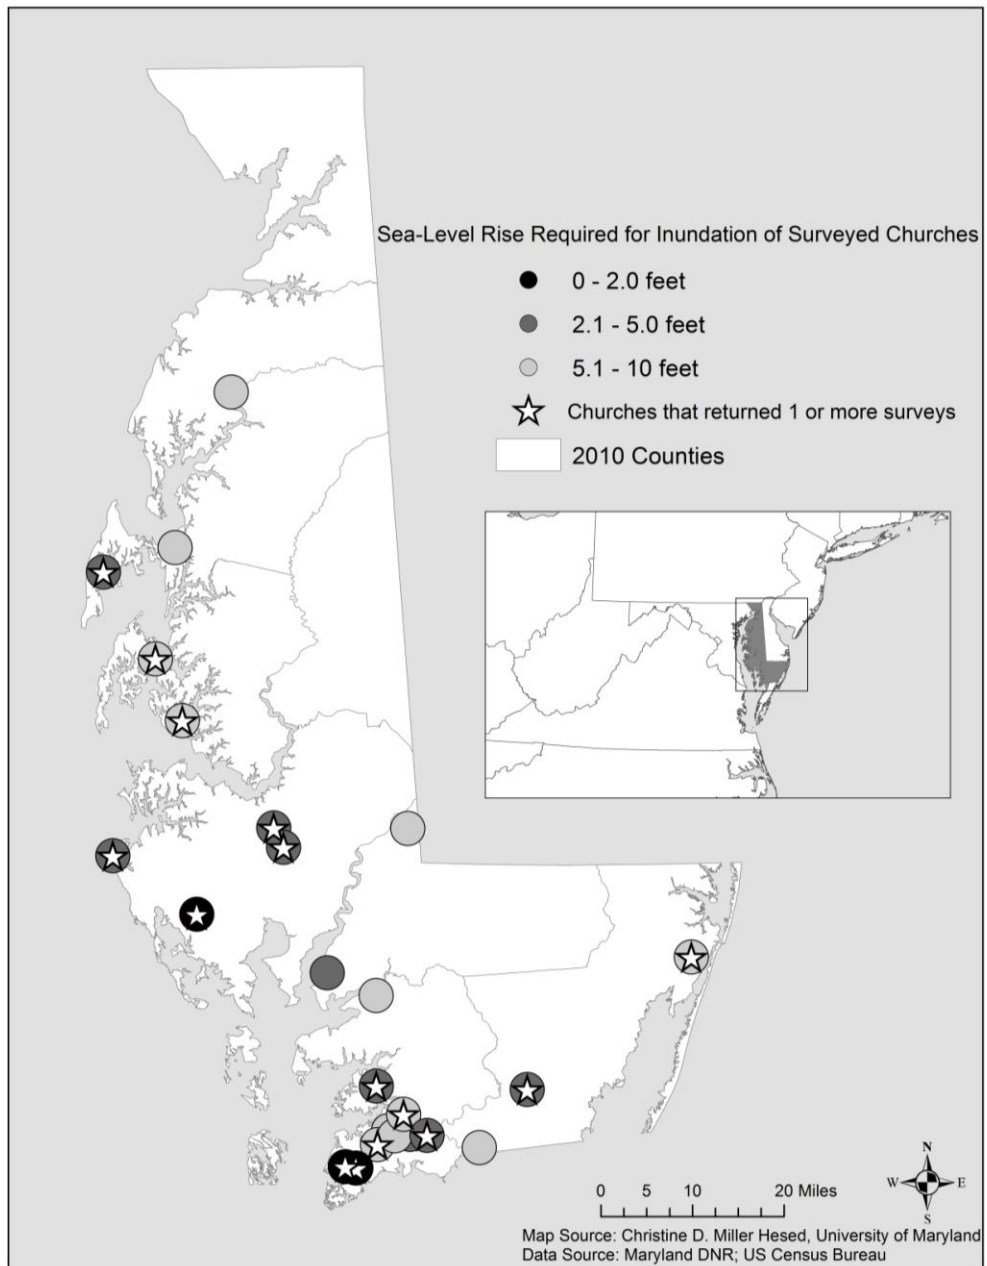 Sea-Level Rise Required for Inundation of Surveyed Churches
0 - 2.0 feet
2.1 - 5.0 feet
5.1 - 10 feet
Churches that returned 1 or more surveys
2010 Counties
N
W E
S
0 5 10 20 Miles
Map Source: Christine D. Miller Hesed, University of Maryland
Data Source: Maryland DNR; US Census Bureau